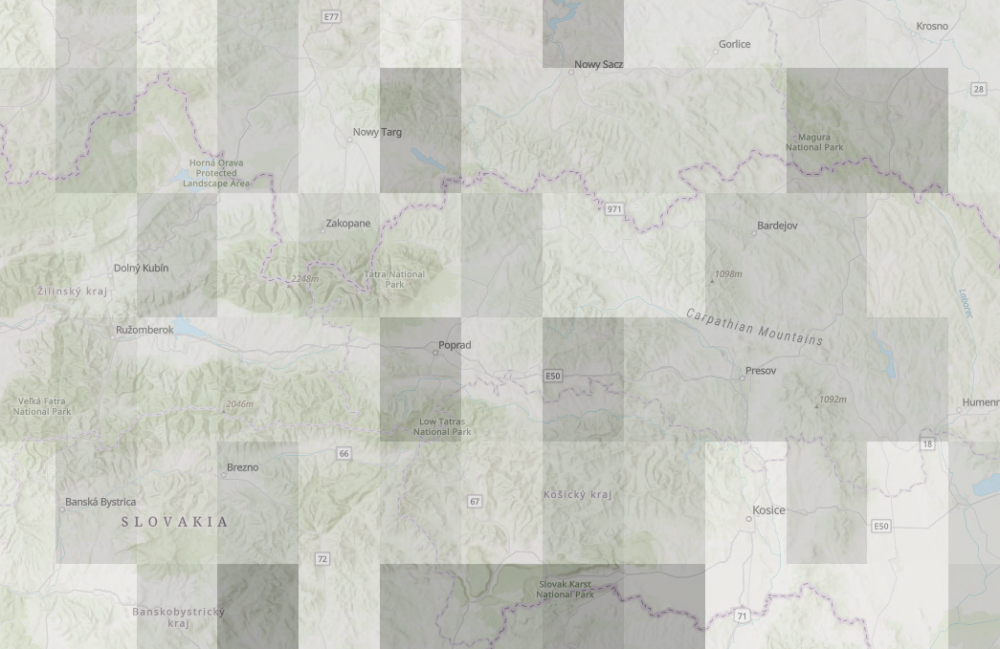 E77
Krosno
Gorlice
Nowy Sacz
28
Nowy Targ
Magura
National Park
Horná Orava
Protected
Landscape Area
971
Zakopane
Bardejov
Dolný Kubín
2248m
Tatra National
Park
1098m
Žilinský kraj
Laborec
Carpathian Mountains
Ružomberok
Poprad
E50
Presov
Veľká Fatra
National Park
2046m
1092m
Humenn
Low Tatras
National Park
18
66
Brezno
67
Košický kraj
Banská Bystrica
Kosice
SLOVAKIA
E50
72
Slovak Karst
National Park
Banskobystrický
kraj
71